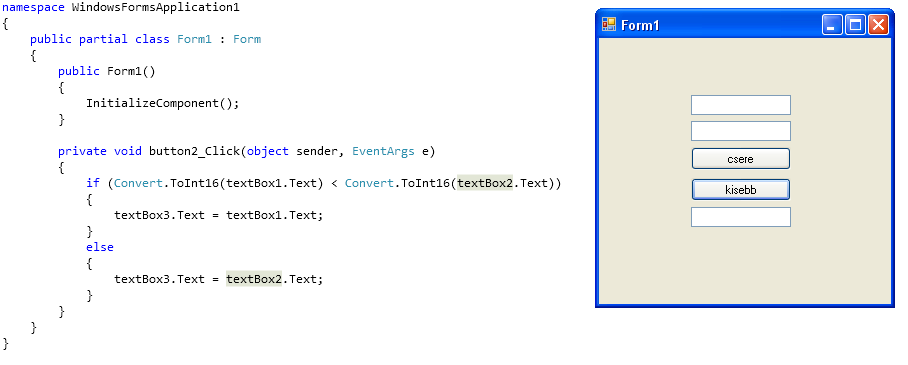 namespace WindowsFormsApplication1
{
    public partial class Form1 : Form
    {
        public Form1()
        {
            InitializeComponent();
        }

        private void button2_Click(object sender, EventArgs e)
        {
            if (Convert.ToInt16(textBox1.Text) < Convert.ToInt16(textBox2.Text))
            {
                textBox3.Text = textBox1.Text;
            }
            else
            {
                textBox3.Text = textBox2.Text;
            }
        }
    }
}
Form1
csere
kisebb